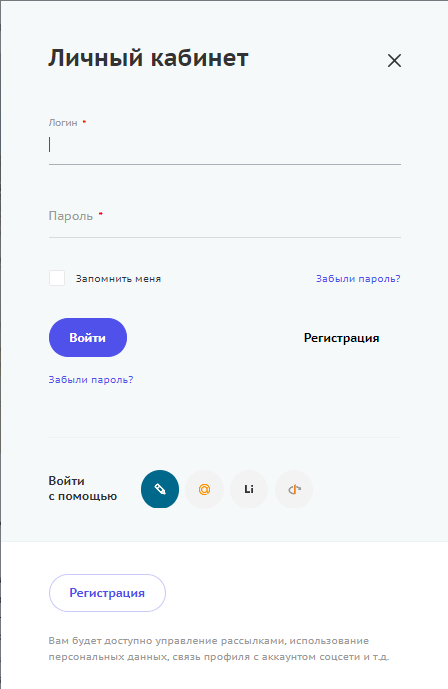 Личный кабинет
Логин *
Пароль *
Запомнить меня
Забыли пароль?
Войти
Регистрация
Забыли пароль?
Войти
с помощью
Li
Регистрация
Вам будет доступно управление рассылками, использование
персональных данных, связь профиля с аккаунтом соцсети и т.д.